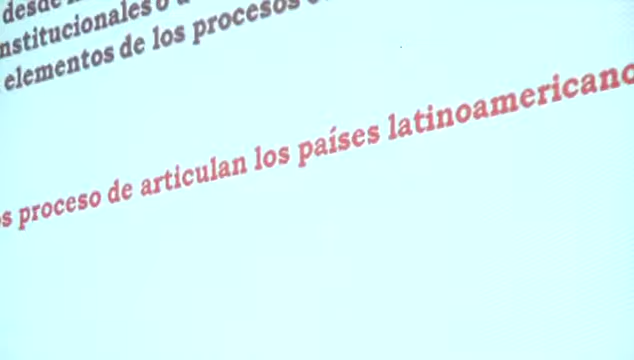 desde
nstitucionales o
elementos de los procesos
s proceso de articulan los países latinoamericano